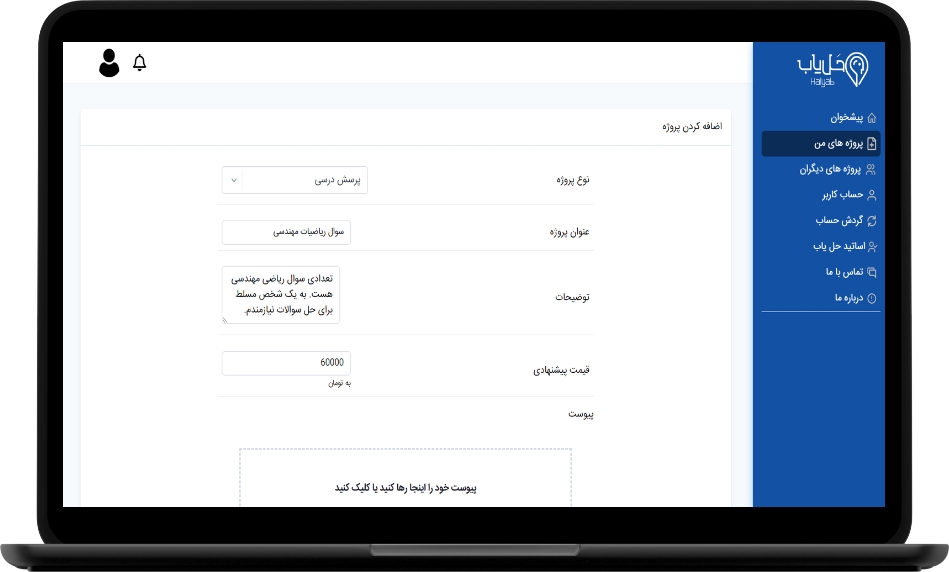 حل یاب
Halyab
پیشخوان
پروژه های من
پروژه های دیگران
حساب کاربر
گردش حساب
اساتید حل یاب
تماس با ما
درباره ما
اضافه کردن پروژه
نوع پروژه
پرسش درسی
عنوان پروژه
سوال ریاضیات مهندسی
توضیحات
تعدادی سوال ریاضی مهندسی
هست. به یک شخص مسلط
برای حل سوالات نیازمندم.
قیمت پیشنهادی
60000
به تومان
پیوست
پیوست خود را اینجا رها کنید یا کلیک کنید